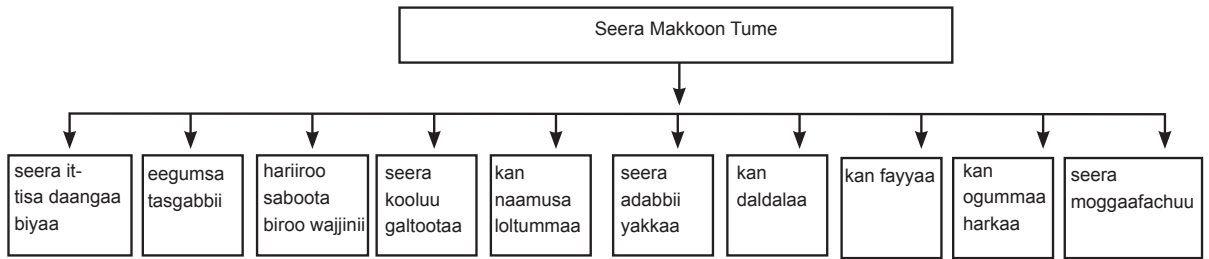 Seera Makkoon Tume
seera it-
tisa daangaa
biyaa
eegumsa
tasgabbii
hariiroo
saboota
biroo wajjinii
seera
kooluu
galtootaa
kan
naamusa
loltummaa
seera
adabbii
yakkaa
kan
daldalaa
kan fayyaa
kan
ogummaa
harkaa
seera
moggaafachuu